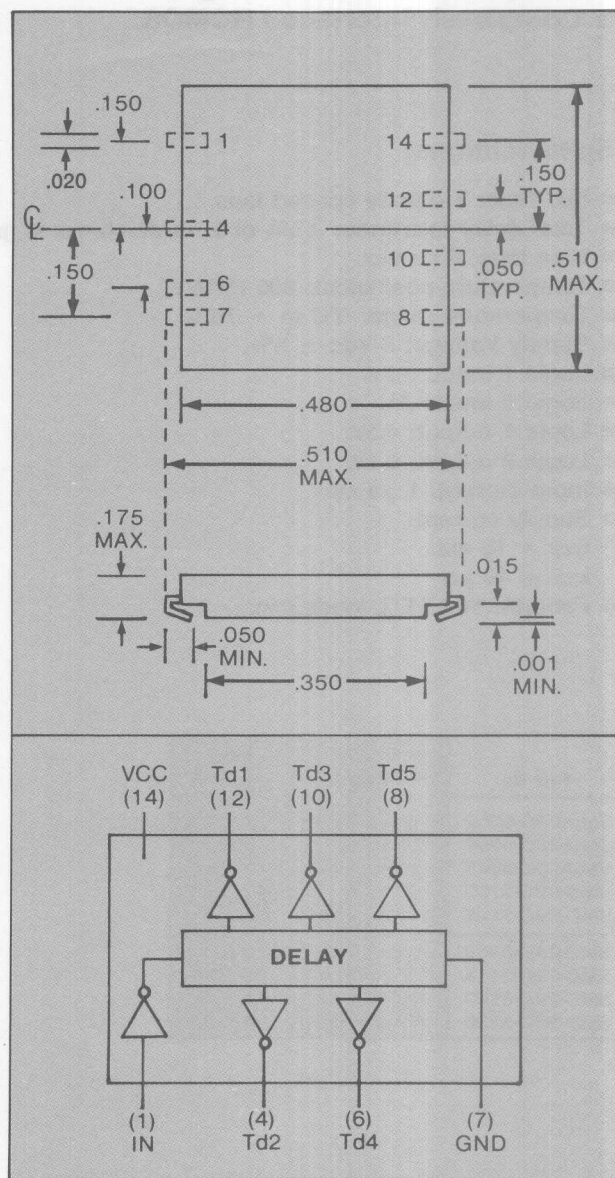 .150
1
14
.020
.150
TYP.
12
.100
℄
4
10
.050
TYP.
.510
MAX.
.150
6
7
8
.480
.510
MAX.
.175
MAX.
.015
.050
MIN.
.001
MIN.
.350
VCC
(14)
Td1
(12)
Td3
(10)
Td5
(8)
DELAY
(1)
IN
(4)
Td2
(6)
Td4
(7)
GND